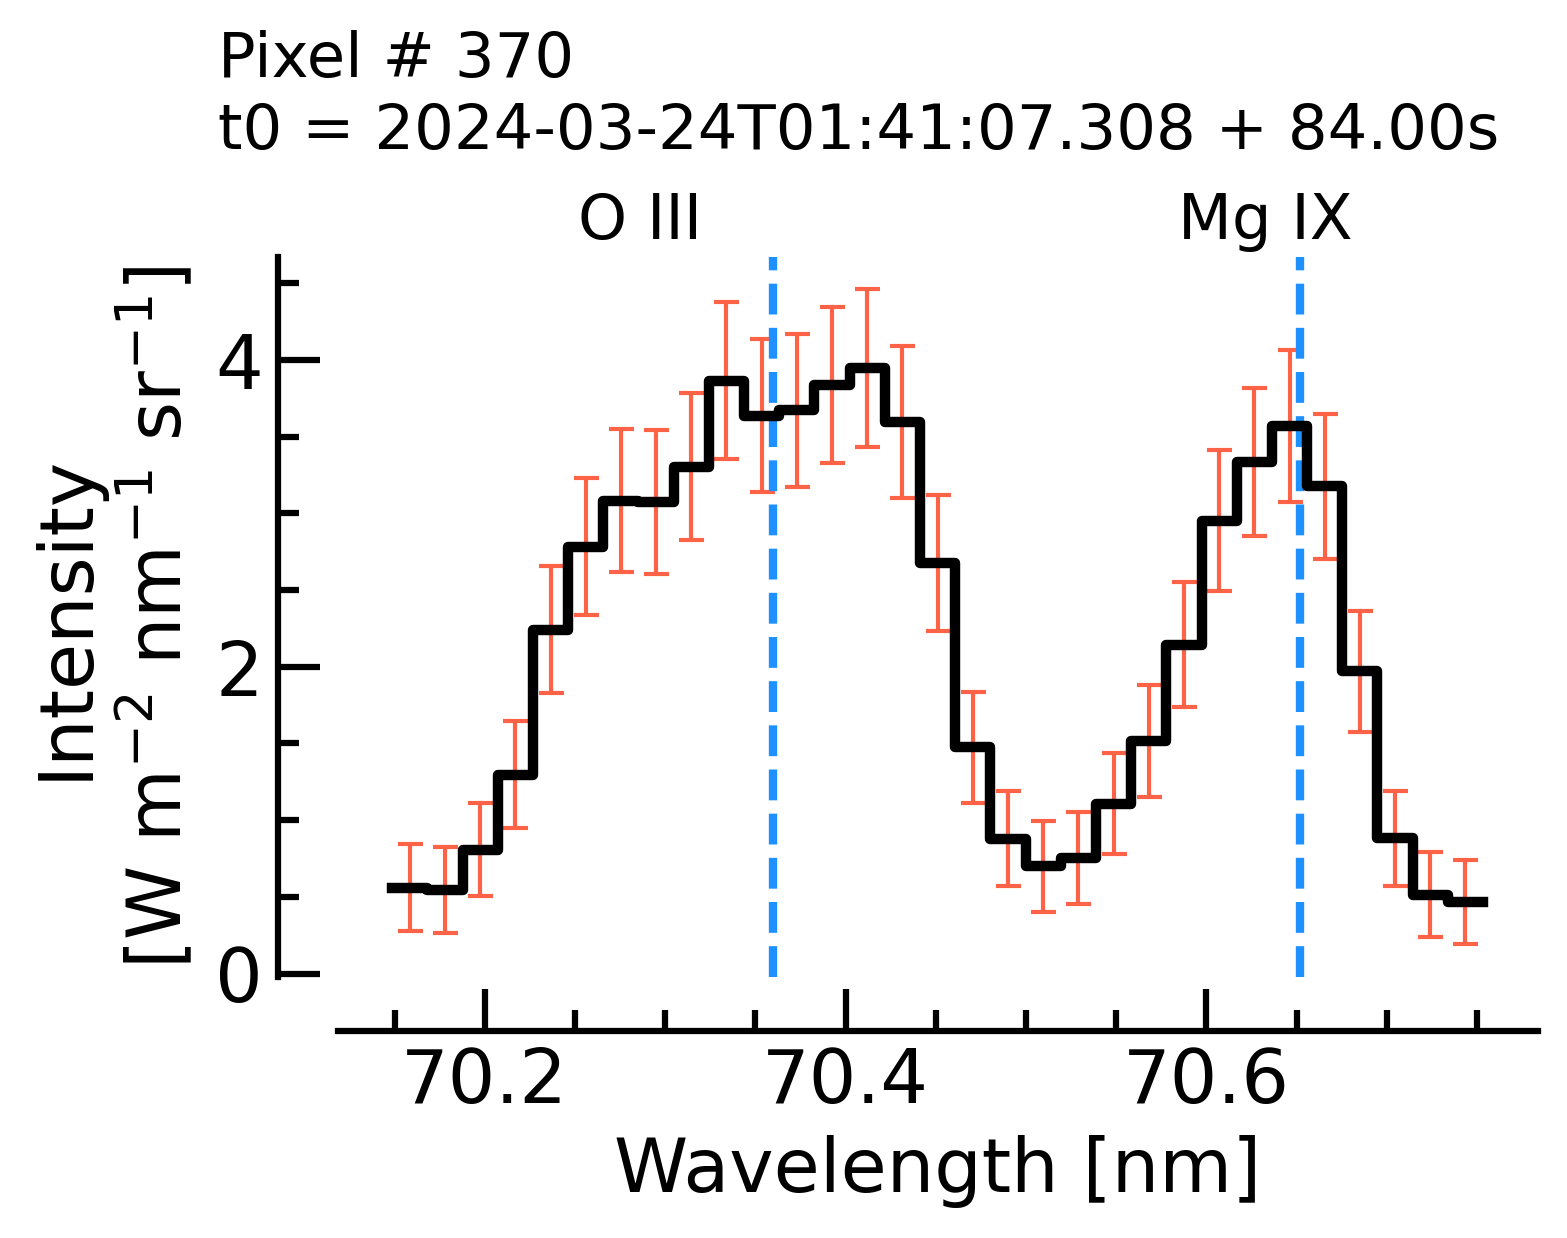 Pixel # 370
t0 = 2024-03-24T01:41:07.308 + 84.00s
O III
Mg IX
Intensity
[W m⁻² nm⁻¹ sr⁻¹]
4
2
0
70.2
70.4
70.6
Wavelength [nm]